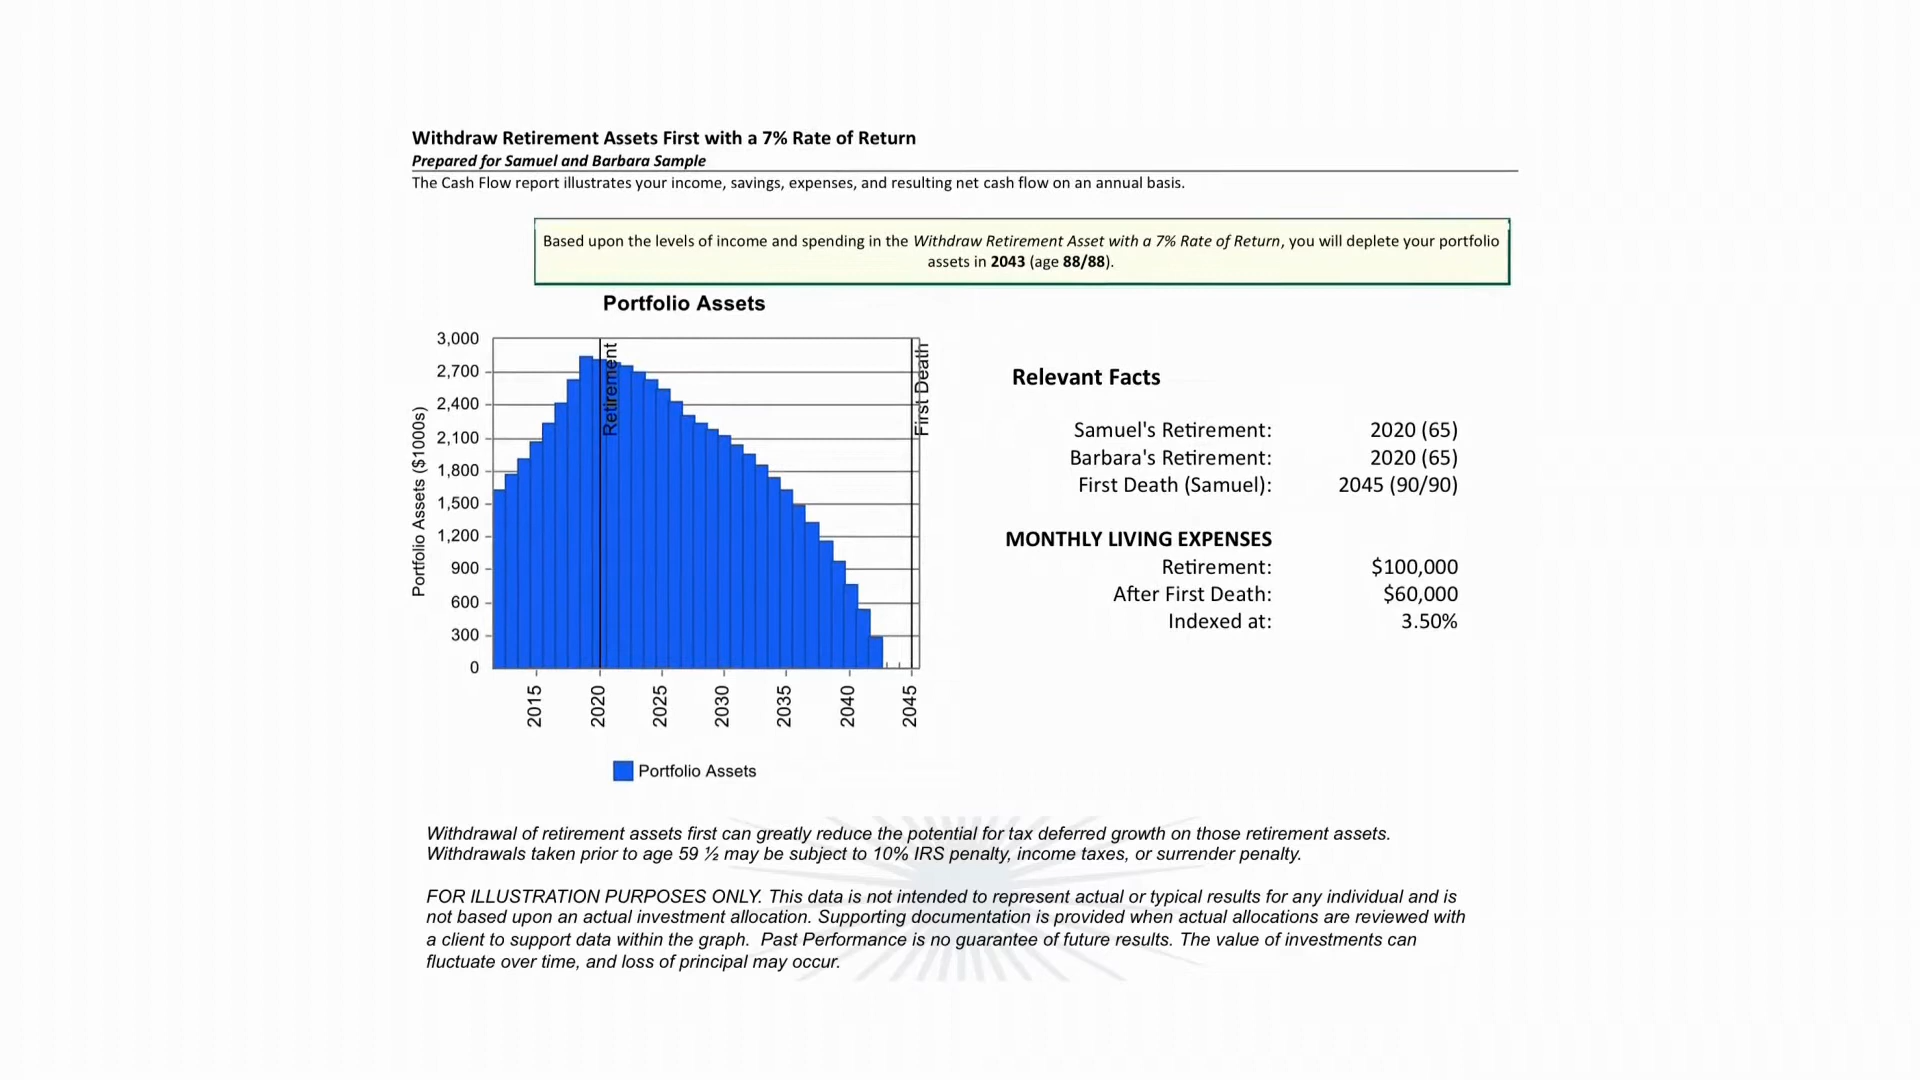 Withdraw Retirement Assets First with a 7% Rate of Return
Prepared for Samuel and Barbara Sample
The Cash Flow report illustrates your income, savings, expenses, and resulting net cash flow on an annual basis.
Based upon the levels of income and spending in the Withdraw Retirement Asset with a 7% Rate of Return, you will deplete your portfolio
assets in 2043 (age 88/88).
Portfolio Assets
Portfolio Assets ($1000s)
3,000
2,700
2,400
2,100
1,800
1,500
1,200
900
600
300
0
Retirement
First Death
2015
2020
2025
2030
2035
2040
2045
Portfolio Assets
Relevant Facts
Samuel's Retirement: 2020 (65)
Barbara's Retirement: 2020 (65)
First Death (Samuel): 2045 (90/90)
MONTHLY LIVING EXPENSES
Retirement: $100,000
After First Death: $60,000
Indexed at: 3.50%
Withdrawal of retirement assets first can greatly reduce the potential for tax deferred growth on those retirement assets.
Withdrawals taken prior to age 59 ½ may be subject to 10% IRS penalty, income taxes, or surrender penalty.
FOR ILLUSTRATION PURPOSES ONLY. This data is not intended to represent actual or typical results for any individual and is
not based upon an actual investment allocation. Supporting documentation is provided when actual allocations are reviewed with
a client to support data within the graph. Past Performance is no guarantee of future results. The value of investments can
fluctuate over time, and loss of principal may occur.